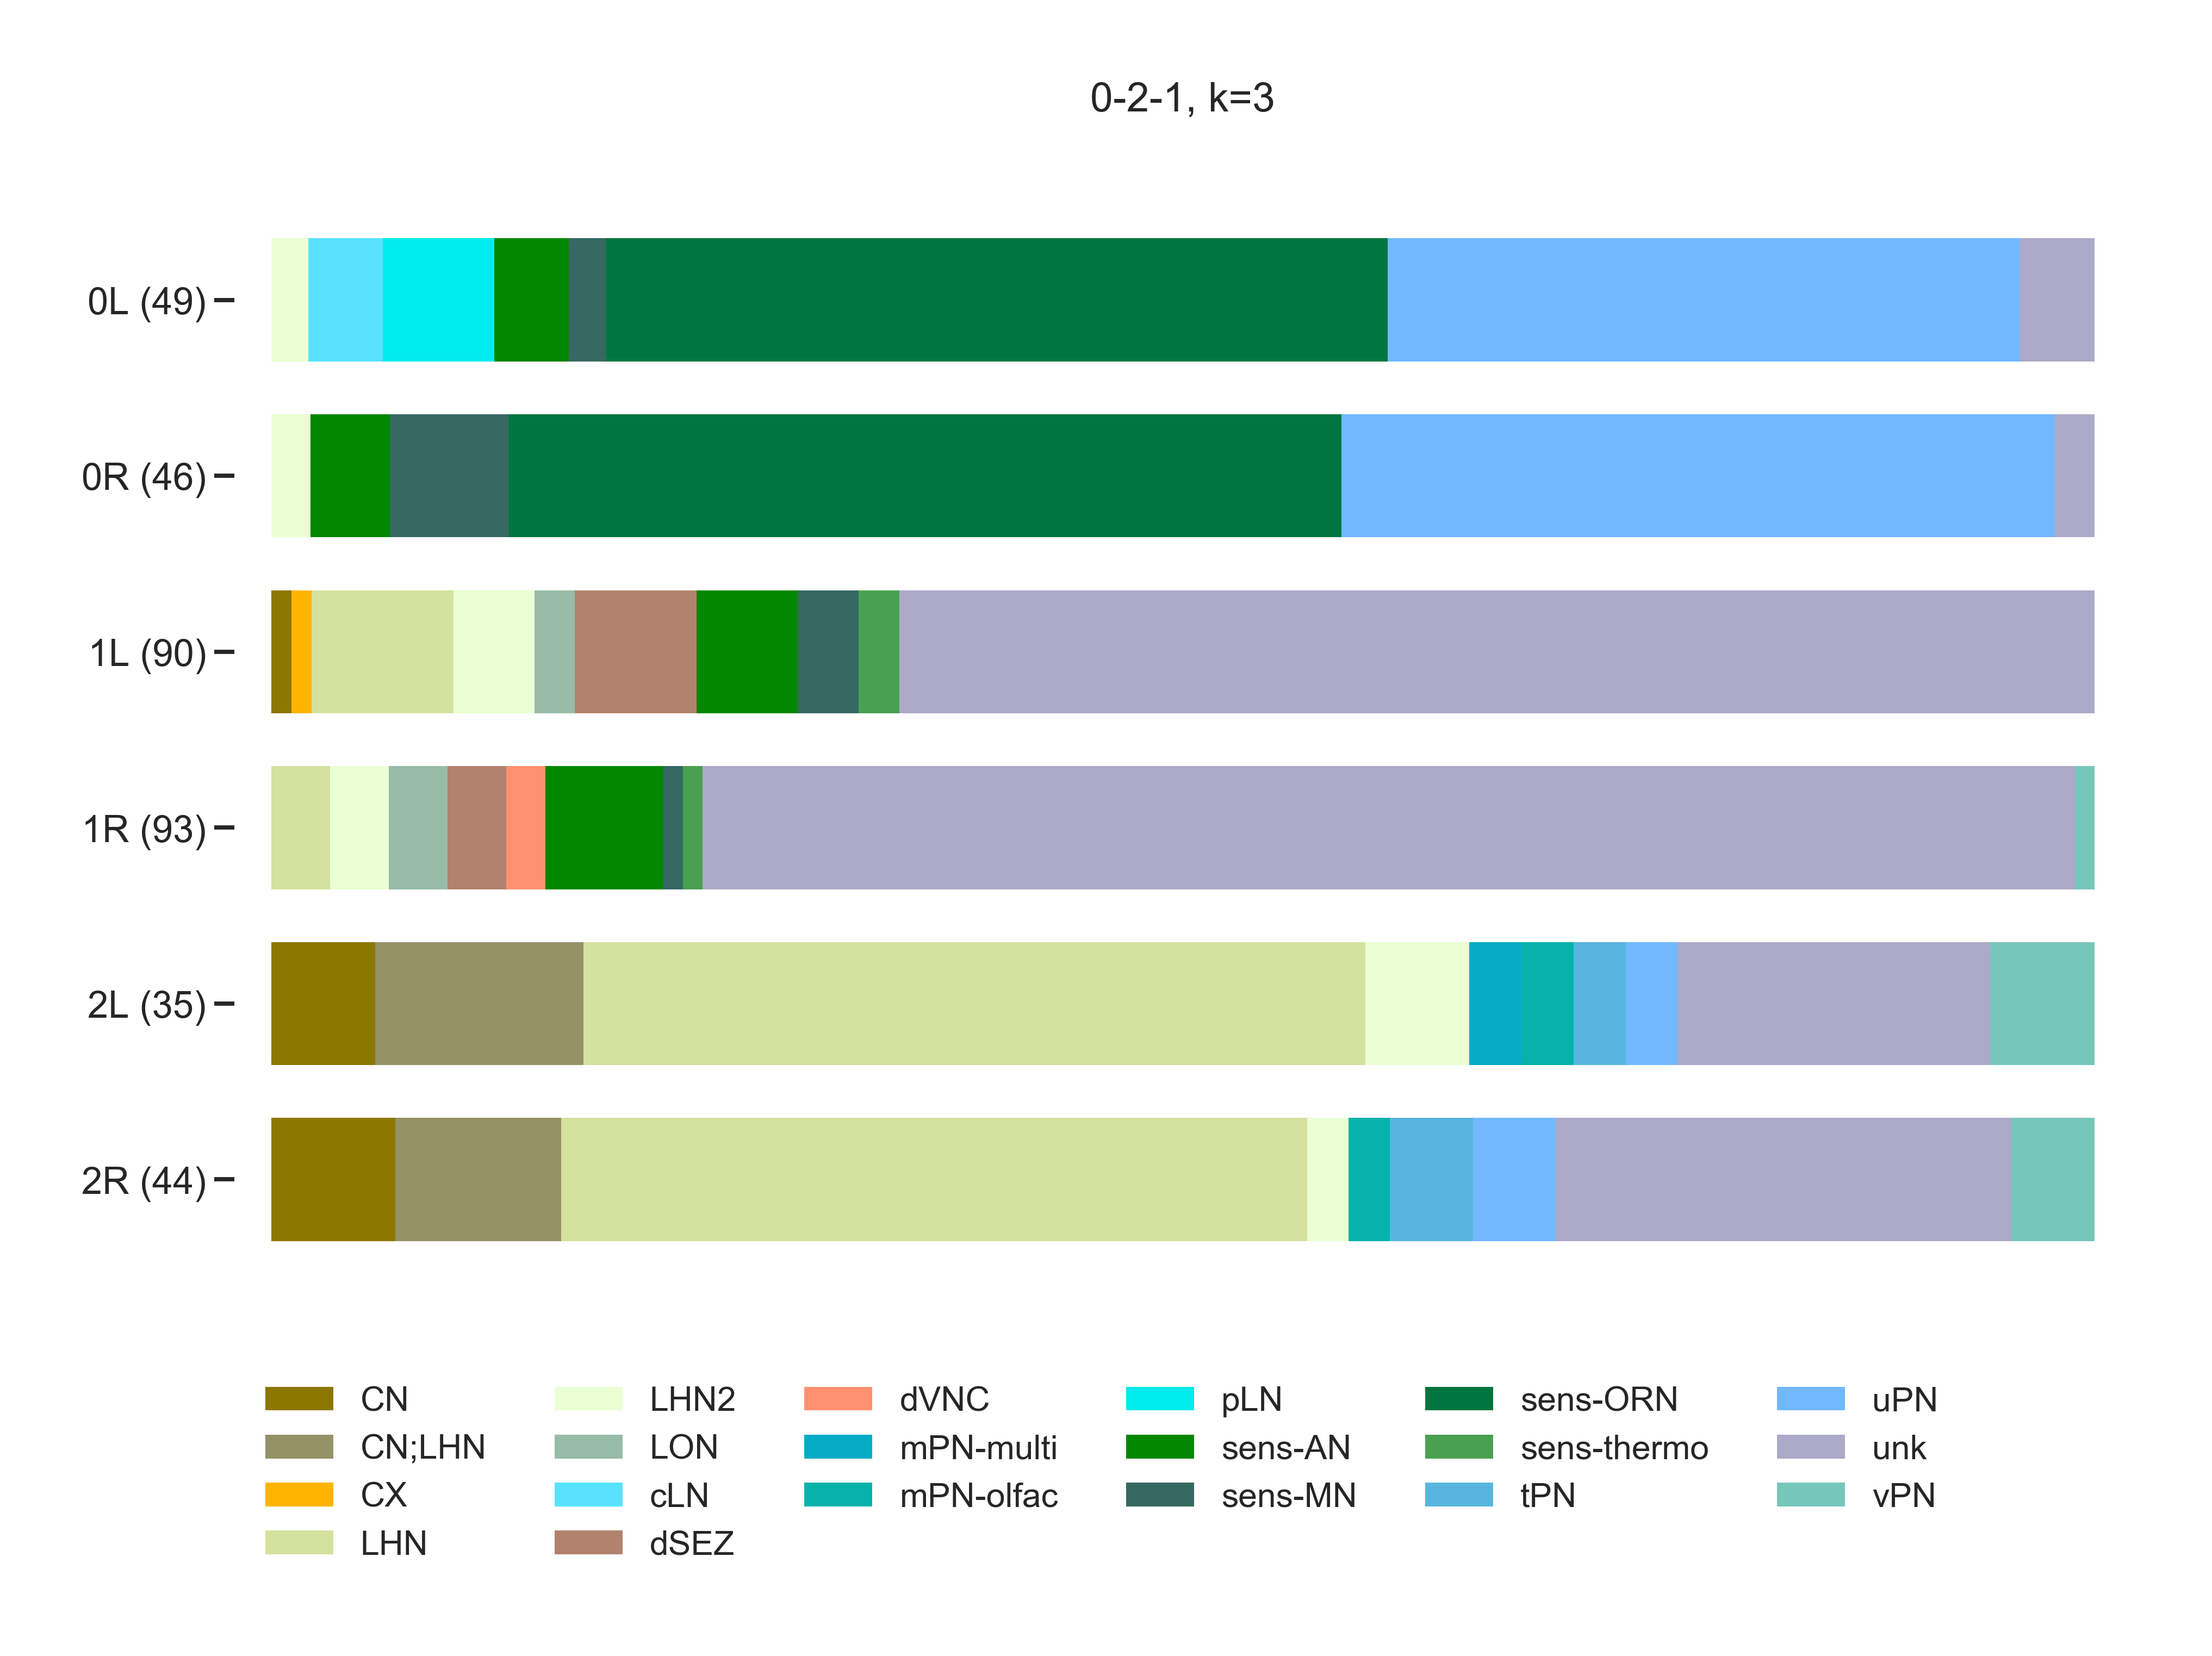 0-2-1, k=3
0L (49)
0R (46)
1L (90)
1R (93)
2L (35)
2R (44)
CN LHN2 dVNC pLN sens-ORN uPN
CN;LHN LON mPN-multi sens-AN sens-thermo unk
CX cLN mPN-olfac sens-MN tPN vPN
LHN dSEZ